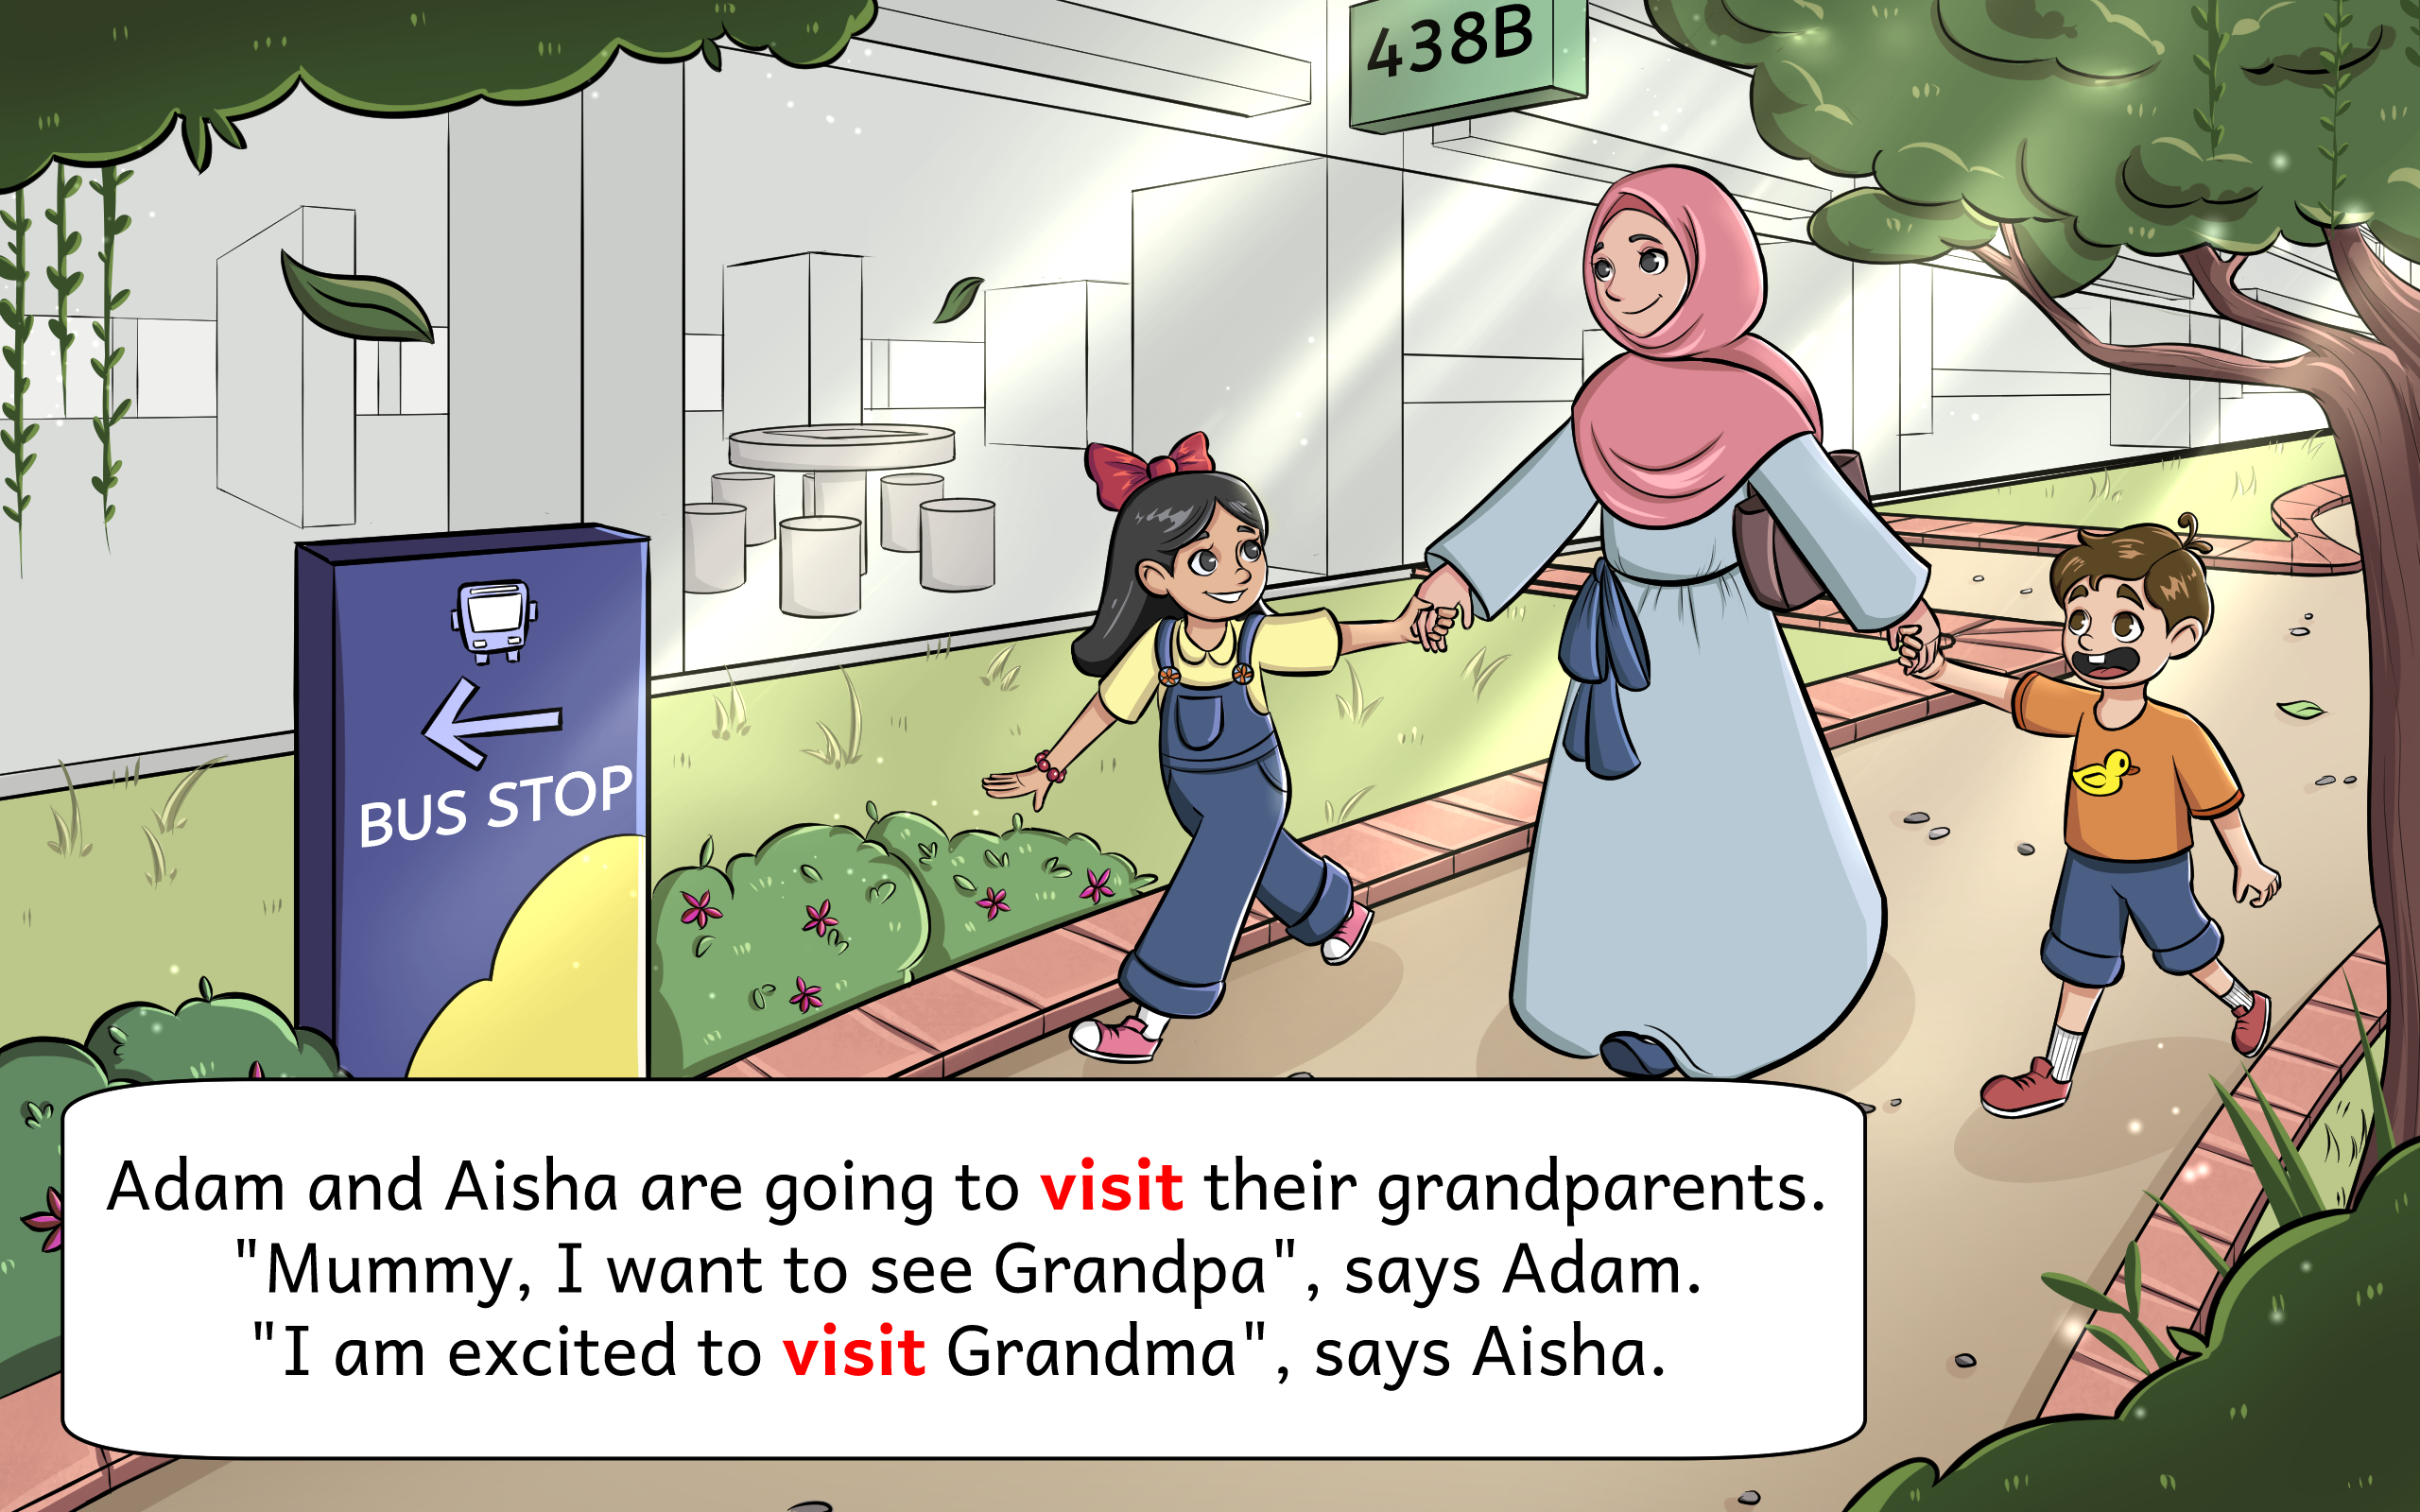 438B
BUS STOP
Adam and Aisha are going to visit their grandparents.
"Mummy, I want to see Grandpa", says Adam.
"I am excited to visit Grandma", says Aisha.